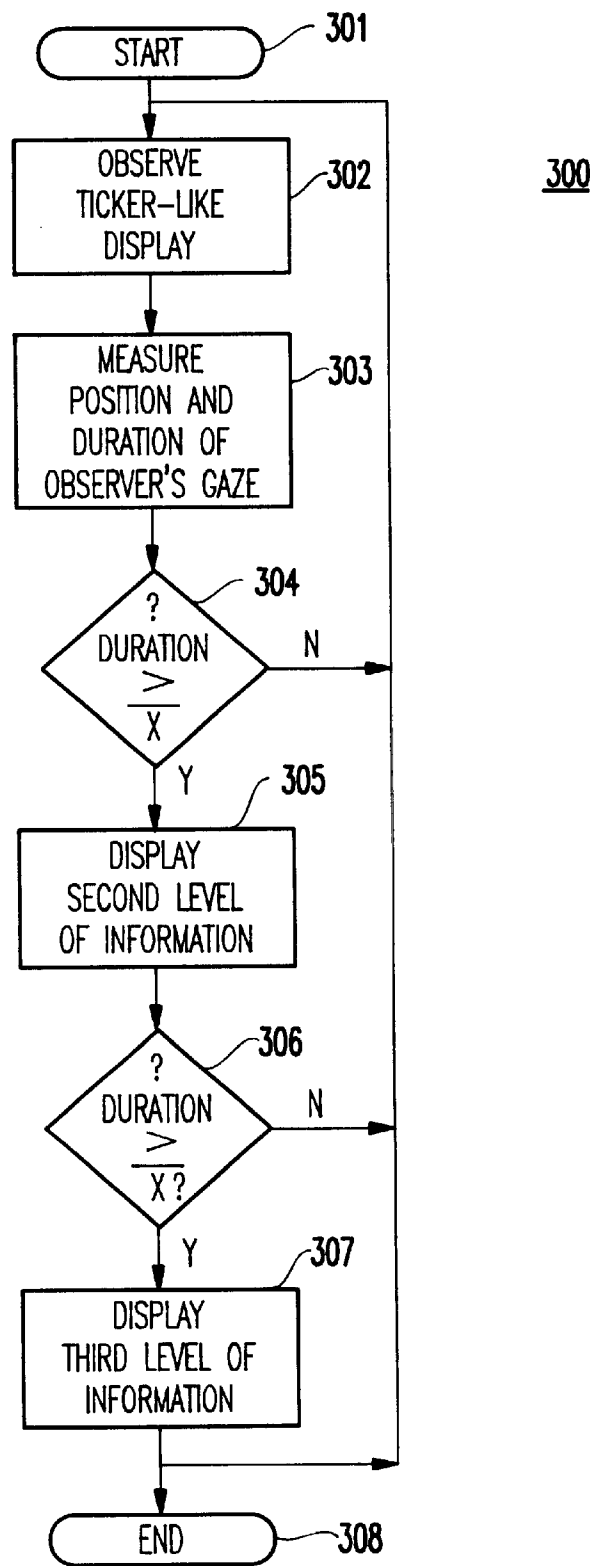 START
301
OBSERVE
TICKER-LIKE
DISPLAY
302
300
MEASURE
POSITION AND
DURATION OF
OBSERVER'S GAZE
303
?
DURATION
>
X
304
N
Y
305
DISPLAY
SECOND LEVEL
OF INFORMATION
?
DURATION
>
X?
306
N
Y
307
DISPLAY
THIRD LEVEL OF
INFORMATION
END
308